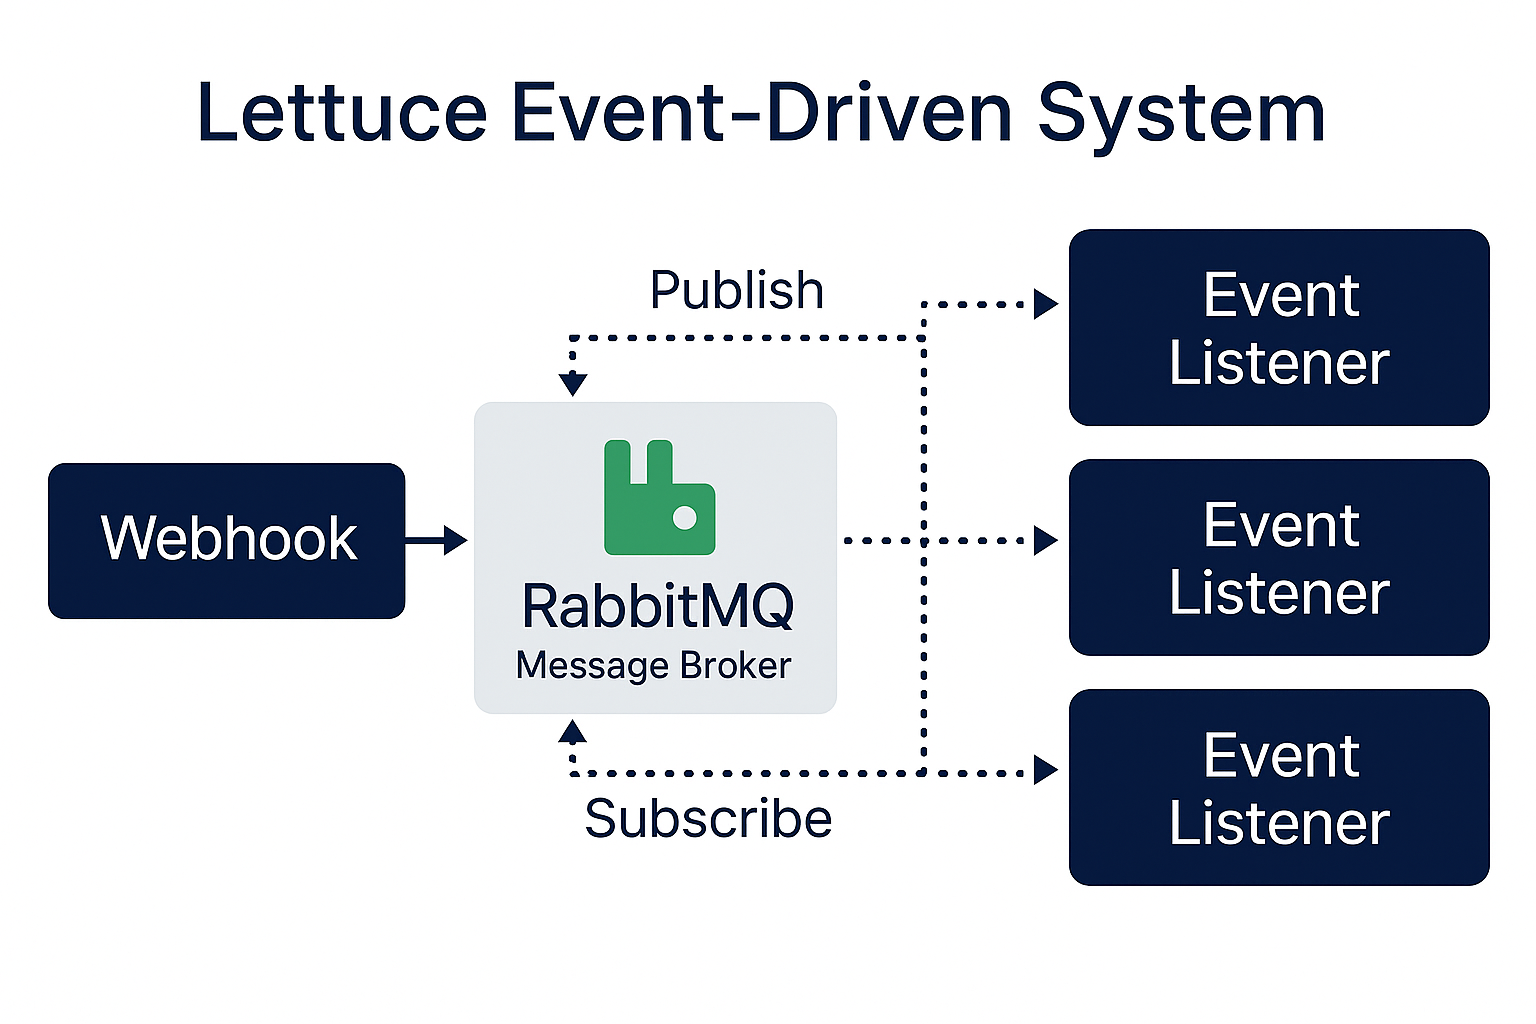 Lettuce Event-Driven System
Publish
Webhook
RabbitMQ
Message Broker
Subscribe
Event
Listener
Event
Listener
Event
Listener